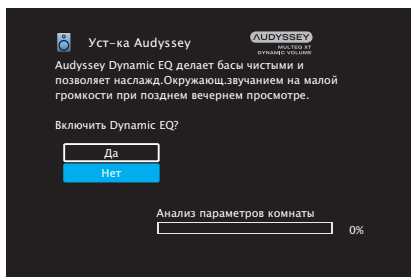 Уст-ка Audyssey
AUDYSSEY
MULTEQ XT
DYNAMIC VOLUME
Audyssey Dynamic EQ делает басы чистыми и
позволяет наслажд.Окружающ.звучанием на малой
громкости при позднем вечернем просмотре.
Включить Dynamic EQ?
Да
Нет
Анализ параметров комнаты
0%